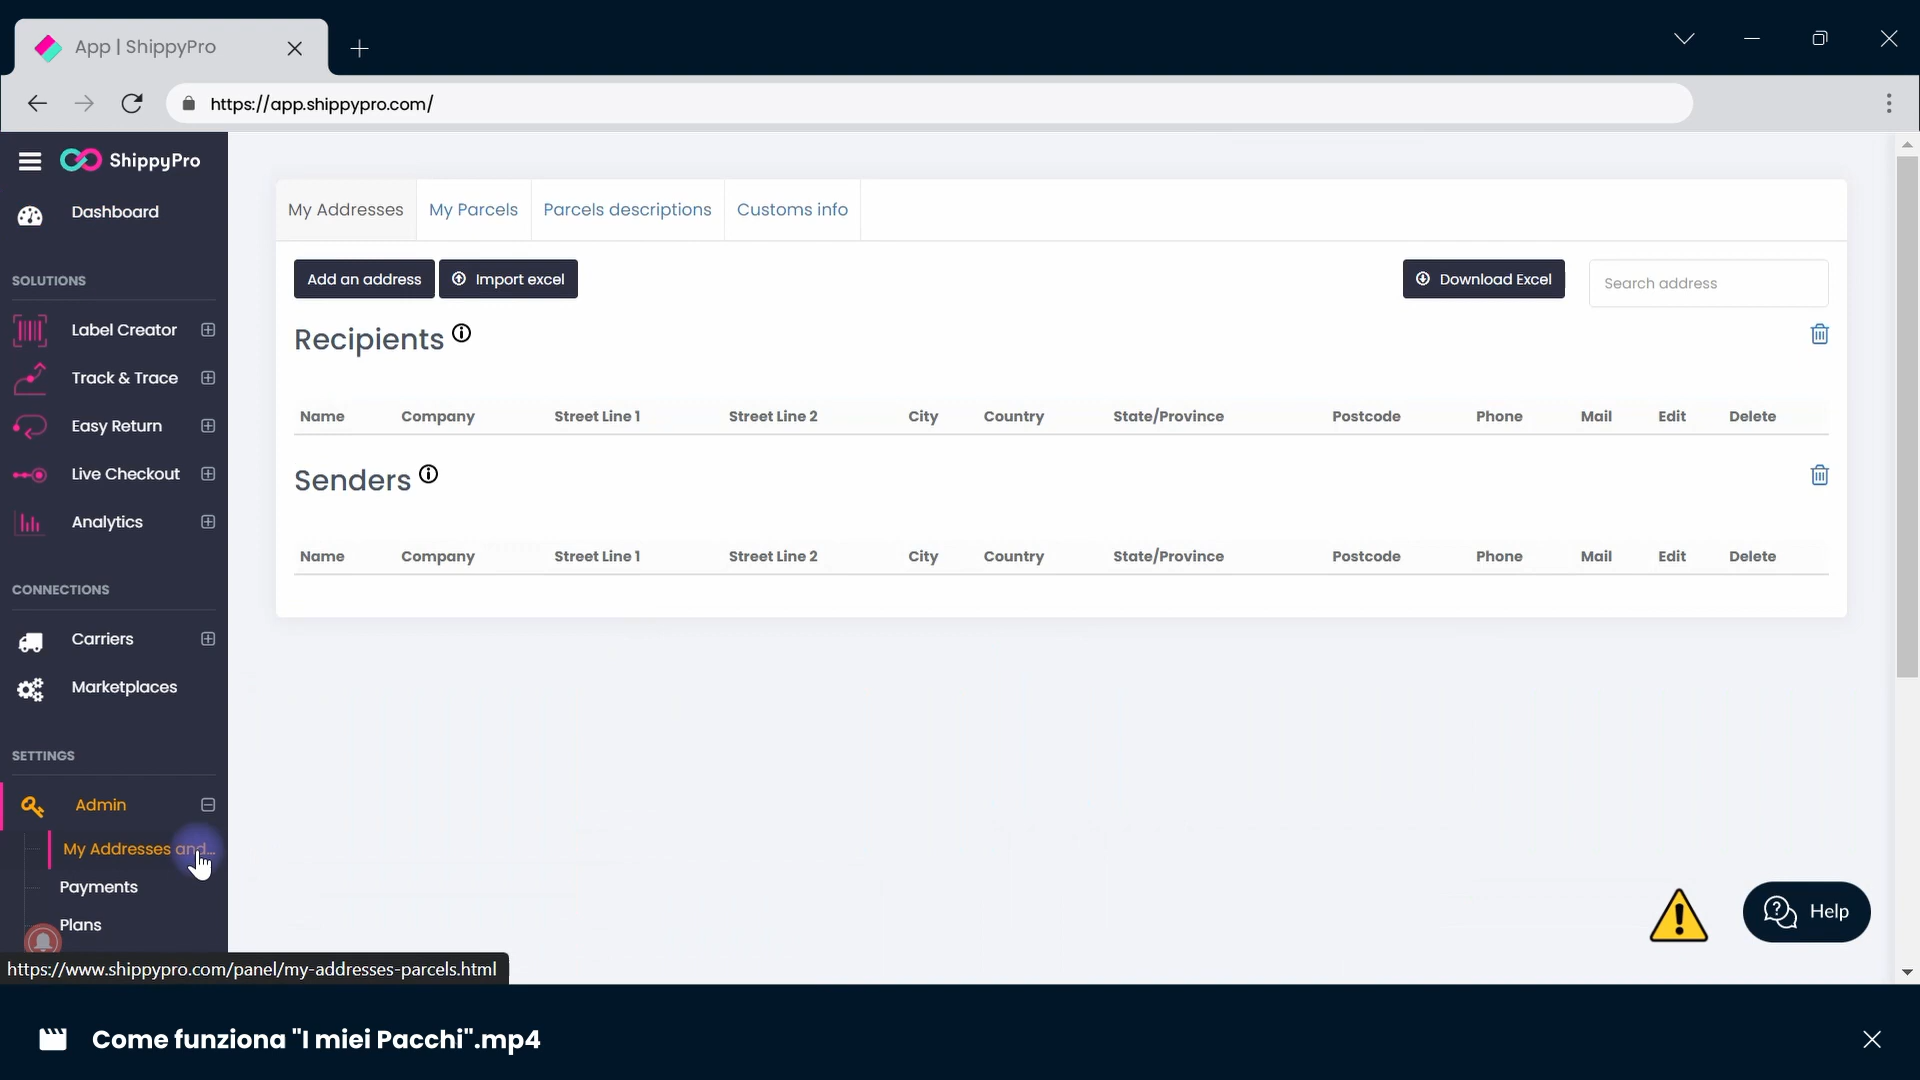 App | ShippyPro
https://app.shippypro.com/
ShippyPro
Dashboard
SOLUTIONS
Label Creator
Track & Trace
Easy Return
Live Checkout
Analytics
CONNECTIONS
Carriers
Marketplaces
SETTINGS
Admin
My Addresses and...
Payments
Plans
https://www.shippypro.com/panel/my-addresses-parcels.html
My Addresses My Parcels Parcels descriptions Customs info
Add an address Import excel Download Excel Search address
Recipients
Name Company Street Line 1 Street Line 2 City Country State/Province Postcode Phone Mail Edit Delete
Senders
Name Company Street Line 1 Street Line 2 City Country State/Province Postcode Phone Mail Edit Delete
Help
Come funziona "I miei Pacchi".mp4